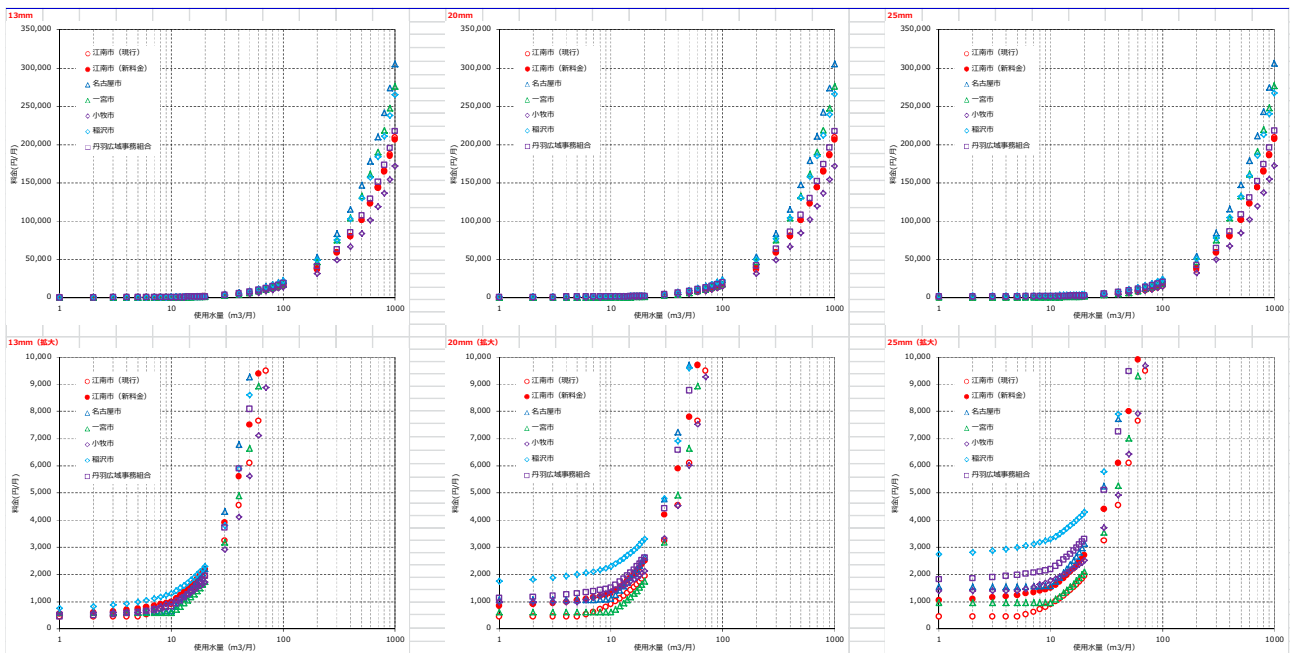 13mm
350,000
300,000
250,000
200,000
150,000
100,000
50,000
0
料金(円/月)
江南市（現行）
江南市（新料金）
名古屋市
一宮市
小牧市
稲沢市
丹羽広域事務組合
1
10
100
1000
使用水量（m3/月）
20mm
350,000
300,000
250,000
200,000
150,000
100,000
50,000
0
料金(円/月)
江南市（現行）
江南市（新料金）
名古屋市
一宮市
小牧市
稲沢市
丹羽広域事務組合
1
10
100
1000
使用水量（m3/月）
25mm
350,000
300,000
250,000
200,000
150,000
100,000
50,000
0
料金(円/月)
江南市（現行）
江南市（新料金）
名古屋市
一宮市
小牧市
稲沢市
丹羽広域事務組合
1
10
100
1000
使用水量（m3/月）
13mm（拡大）
10,000
9,000
8,000
7,000
6,000
5,000
4,000
3,000
2,000
1,000
0
料金(円/月)
江南市（現行）
江南市（新料金）
名古屋市
一宮市
小牧市
稲沢市
丹羽広域事務組合
1
10
100
1000
使用水量（m3/月）
20mm（拡大）
10,000
9,000
8,000
7,000
6,000
5,000
4,000
3,000
2,000
1,000
0
料金(円/月)
江南市（現行）
江南市（新料金）
名古屋市
一宮市
小牧市
稲沢市
丹羽広域事務組合
1
10
100
1000
使用水量（m3/月）
25mm（拡大）
10,000
9,000
8,000
7,000
6,000
5,000
4,000
3,000
2,000
1,000
0
料金(円/月)
江南市（現行）
江南市（新料金）
名古屋市
一宮市
小牧市
稲沢市
丹羽広域事務組合
1
10
100
1000
使用水量（m3/月）